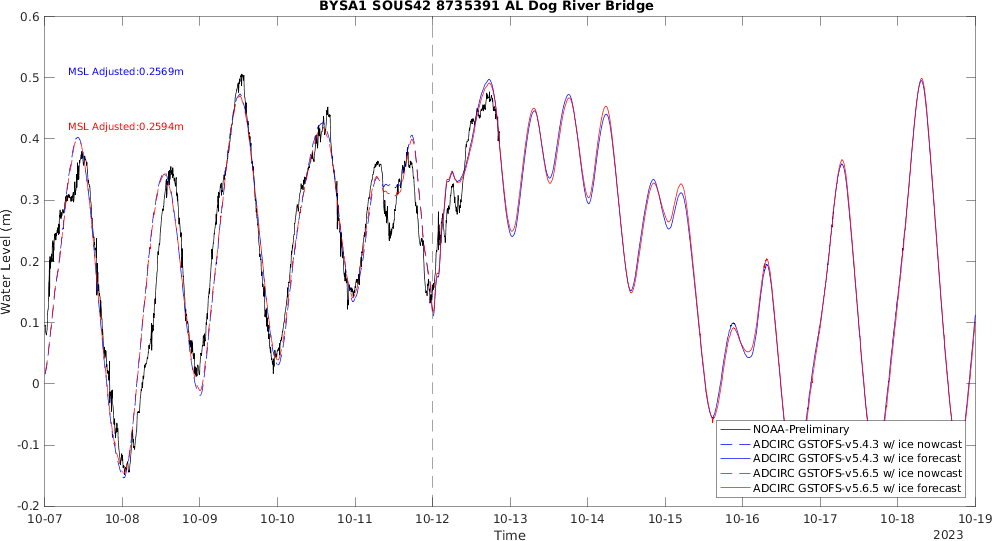 BYSA1 SOUS42 8735391 AL Dog River Bridge
0.6
0.5
0.4
0.3
0.2
0.1
0
-0.1
-0.2
Water Level (m)
MSL Adjusted:0.2569m
MSL Adjusted:0.2594m
NOAA-Preliminary
ADCIRC GSTOFS-v5.4.3 w/ ice nowcast
ADCIRC GSTOFS-v5.4.3 w/ ice forecast
ADCIRC GSTOFS-v5.6.5 w/ ice nowcast
ADCIRC GSTOFS-v5.6.5 w/ ice forecast
10-07 10-08 10-09 10-10 10-11 10-12 10-13 10-14 10-15 10-16 10-17 10-18 10-19
Time
2023